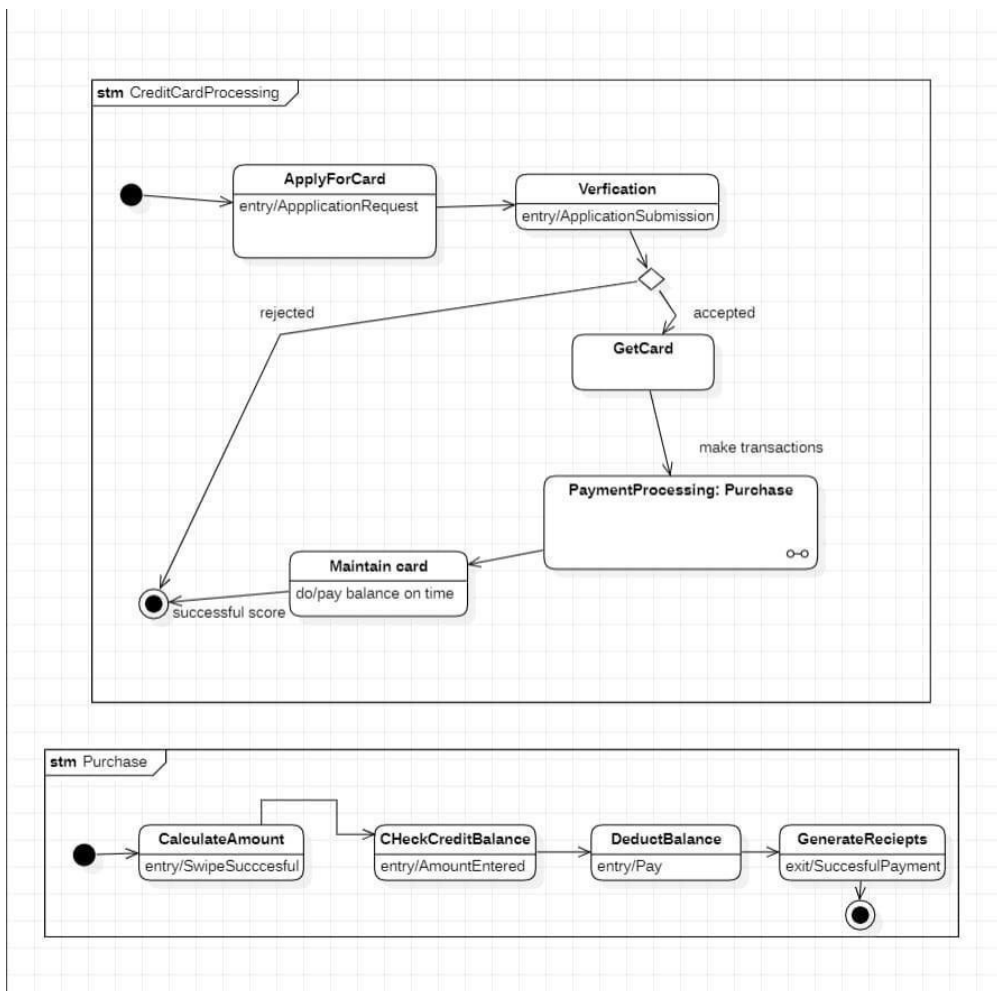 stm CreditCardProcessing
ApplyForCard
entry/AppplicationRequest
Verfication
entry/ApplicationSubmission
rejected
accepted
GetCard
make transactions
PaymentProcessing: Purchase
Maintain card
do/pay balance on time
successful score
stm Purchase
CalculateAmount
entry/SwipeSucccesful
CHeckCreditBalance
entry/AmountEntered
DeductBalance
entry/Pay
GenerateReciepts
exit/SuccesfulPayment